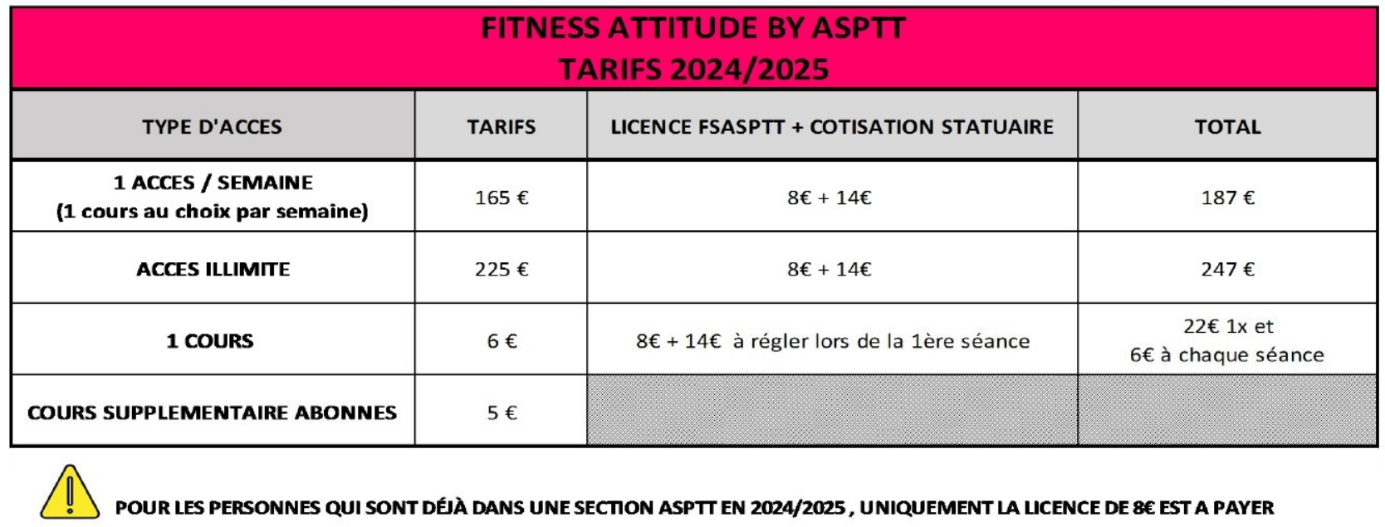 FITNESS ATTITUDE BY ASPTT
TARIFS 2024/2025
TYPE D'ACCES TARIFS LICENCE FSASPTT + COTISATION STATUAIRE TOTAL
1 ACCES / SEMAINE
(1 cours au choix par semaine) 165 € 8€ + 14€ 187 €
ACCES ILLIMITE 225 € 8€ + 14€ 247 €
1 COURS 6 € 8€ + 14€ à régler lors de la 1ère séance 22€ 1x et
6€ à chaque séance
COURS SUPPLEMENTAIRE ABONNES 5 €
POUR LES PERSONNES QUI SONT DÉJÀ DANS UNE SECTION ASPTT EN 2024/2025 , UNIQUEMENT LA LICENCE DE 8€ EST A PAYER